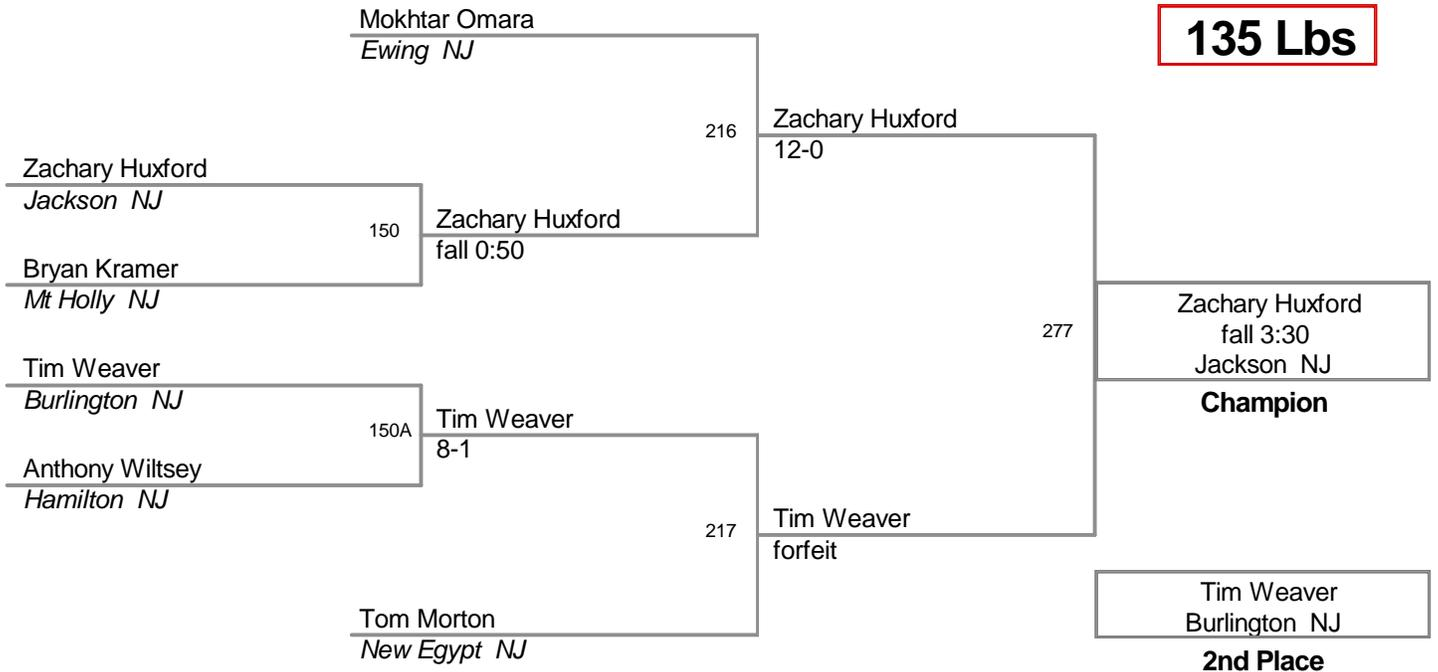 Mokhtar Omara
Ewing NJ
135 Lbs
216
Zachary Huxford
12-0
Zachary Huxford
Jackson NJ
150
Zachary Huxford
fall 0:50
Bryan Kramer
Mt Holly NJ
277
Zachary Huxford
fall 3:30
Jackson NJ
Champion
Tim Weaver
Burlington NJ
150A
Tim Weaver
8-1
Anthony Wiltsey
Hamilton NJ
217
Tim Weaver
forfeit
Tom Morton
New Egypt NJ
Tim Weaver
Burlington NJ
2nd Place